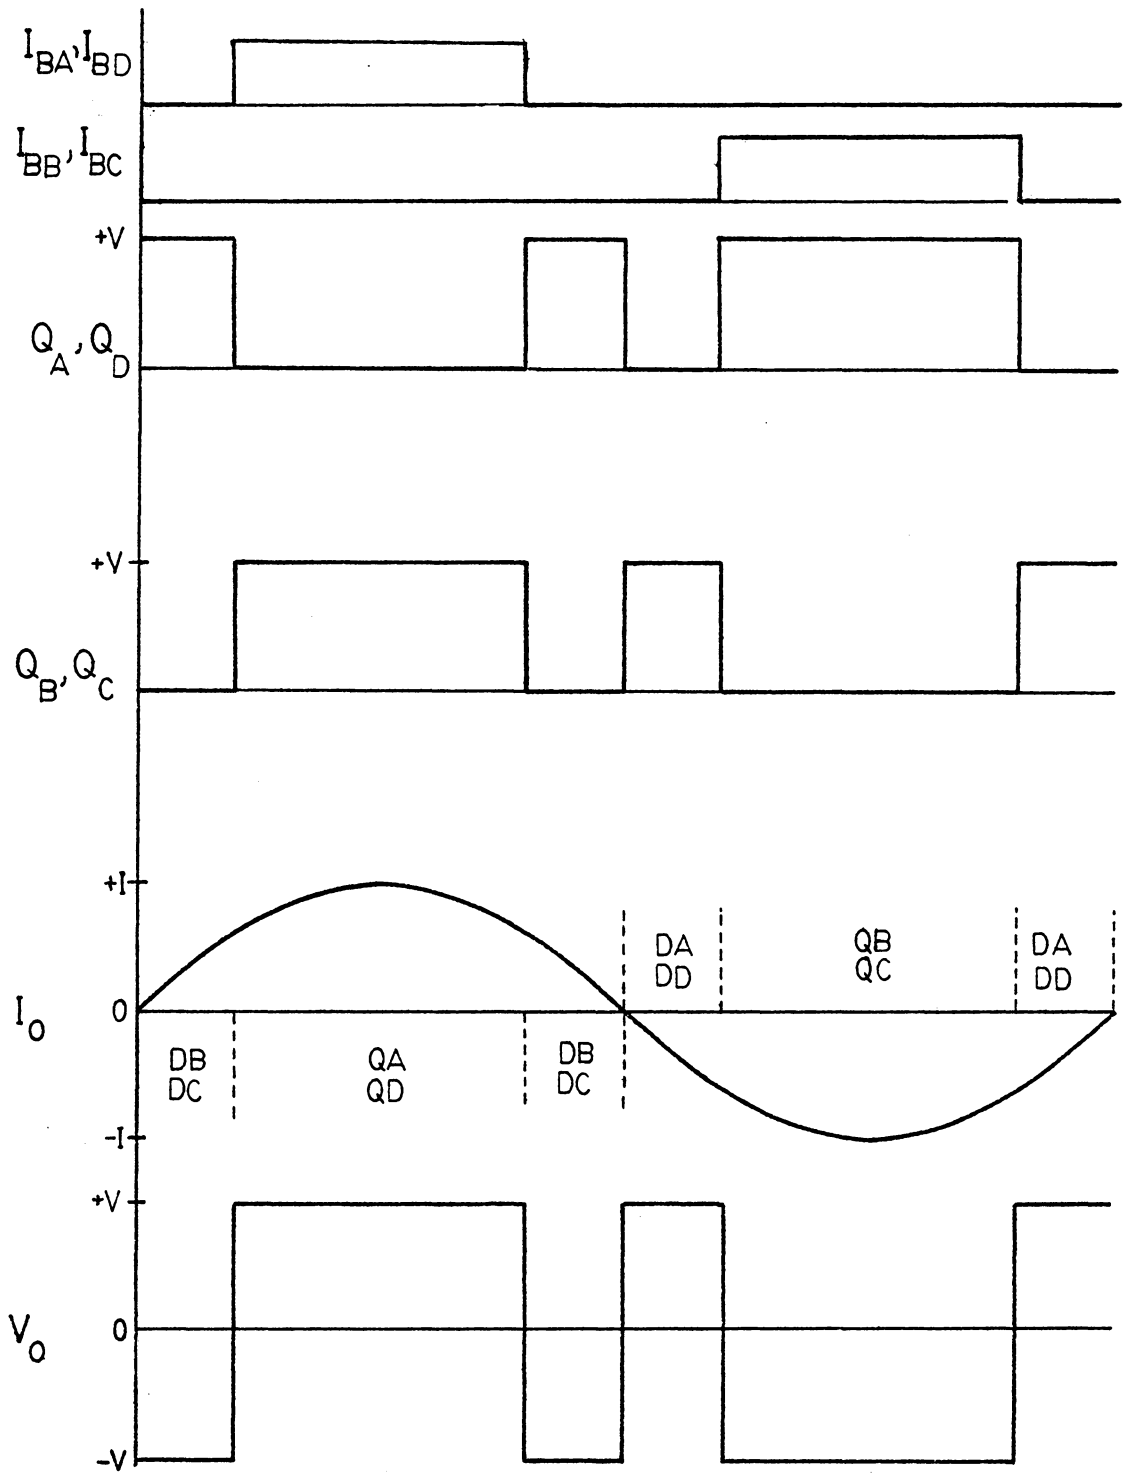 I_BA, I_BD
I_BB, I_BC
+V
Q_A, Q_D
+V
Q_B, Q_C
+I
DA
DD
QB
QC
DA
DD
0
I_O
DB
DC
QA
QD
DB
DC
-I
+V
0
V_O
-V